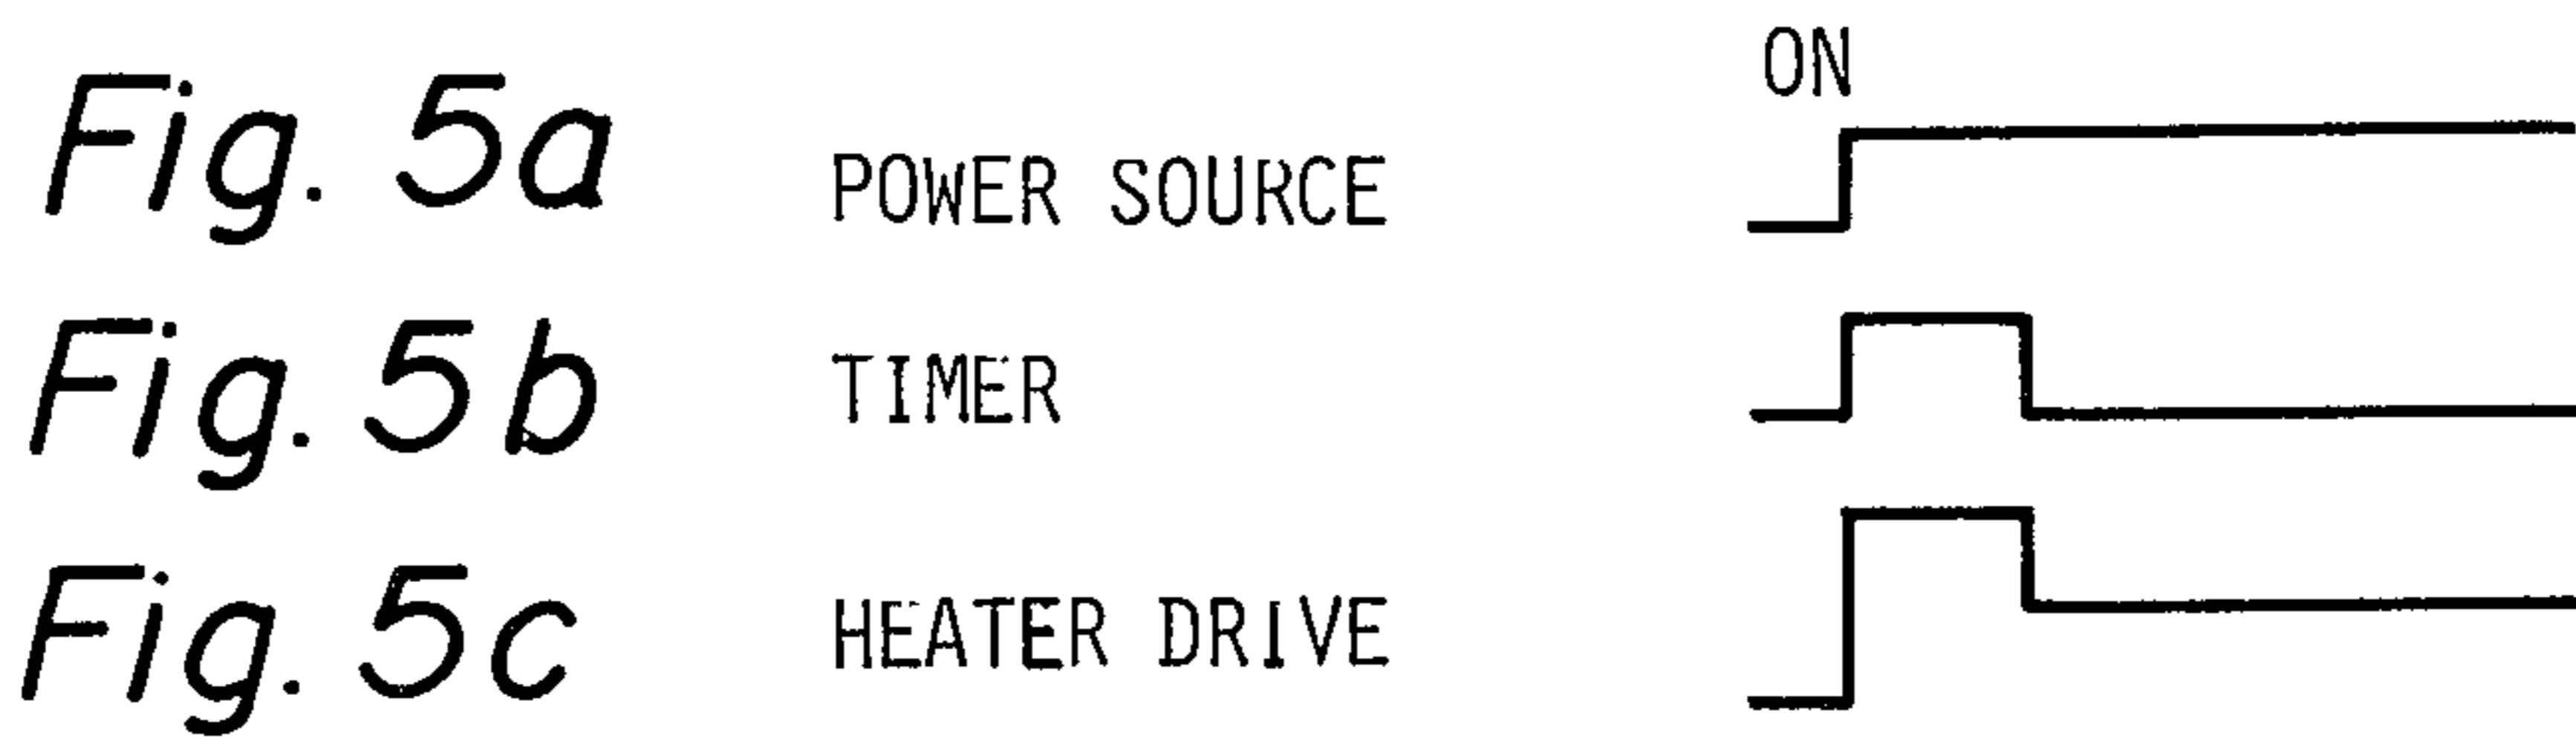 ON
Fig. 5a POWER SOURCE
Fig. 5b TIMER
Fig. 5c HEATER DRIVE